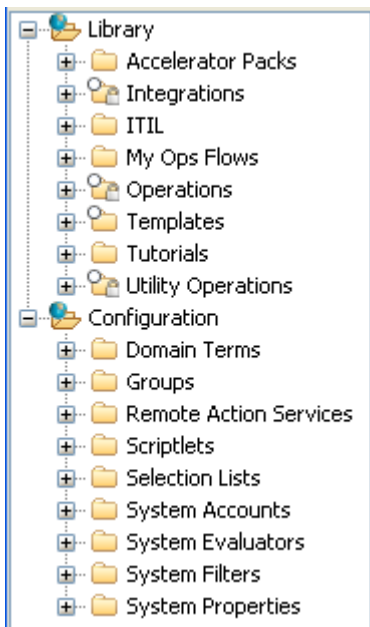 Library
Accelerator Packs
Integrations
ITIL
My Ops Flows
Operations
Templates
Tutorials
Utility Operations
Configuration
Domain Terms
Groups
Remote Action Services
Scriptlets
Selection Lists
System Accounts
System Evaluators
System Filters
System Properties